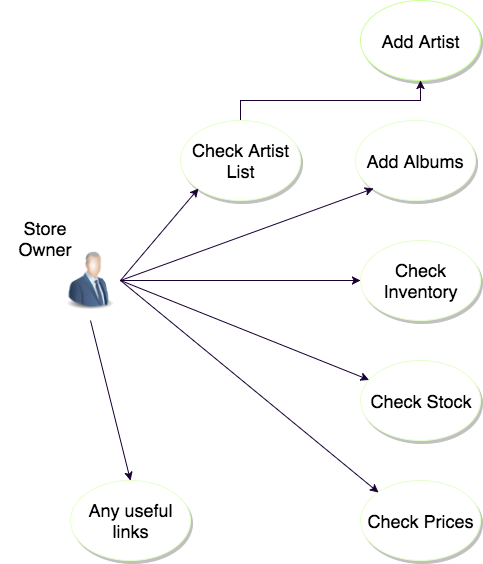 Add Artist
Check Artist
List
Add Albums
Store
Owner
Check
Inventory
Check Stock
Any useful
links
Check Prices